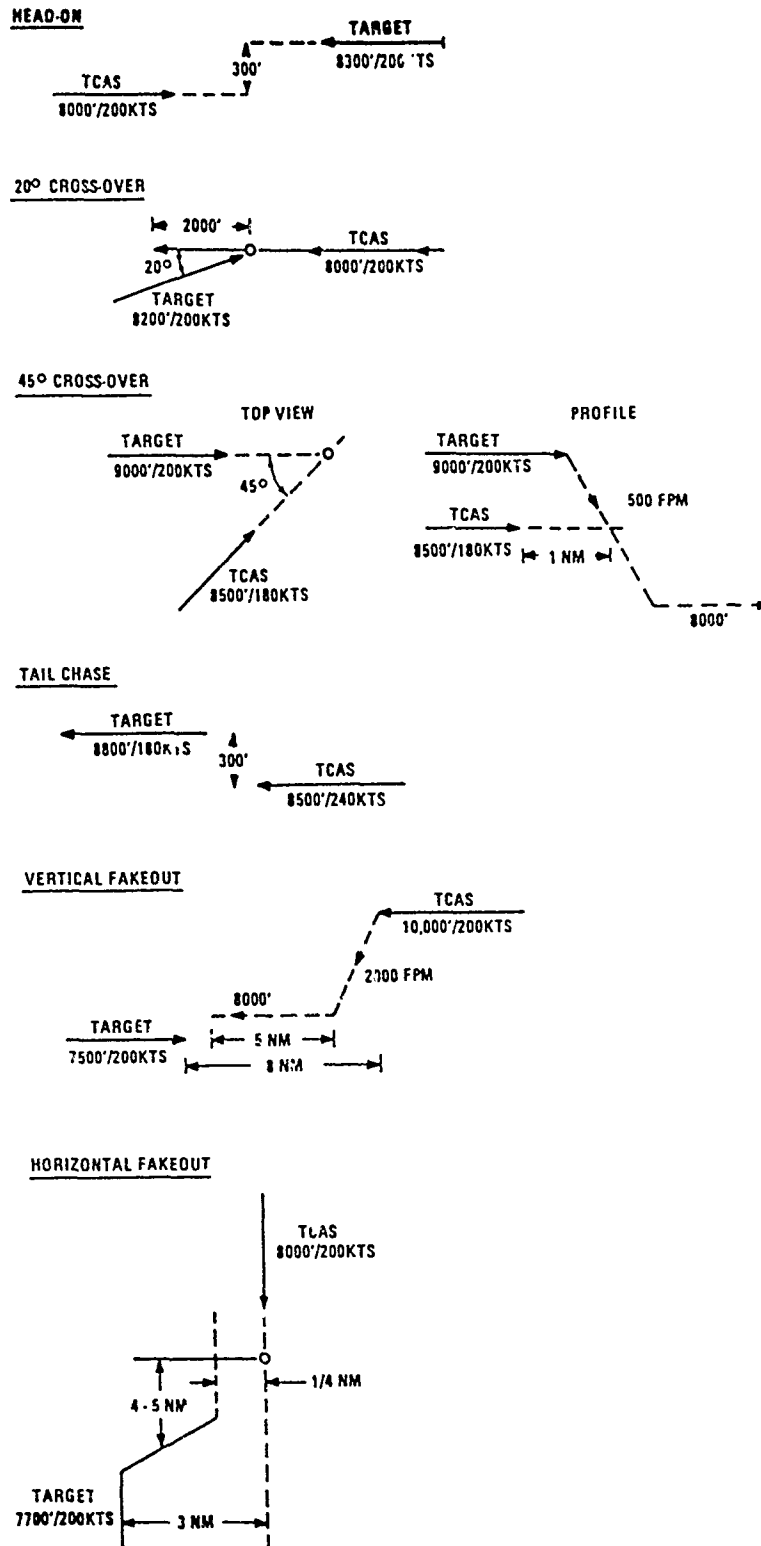 HEAD-ON
TARGET
300'
TCAS
8000'/200KTS
20° CROSS-OVER
2000'
TCAS
8000'/200KTS
20°
TARGET
8200'/200KTS
45° CROSS-OVER
TOP VIEW
PROFILE
TARGET
9000'/200KTS
45°
TCAS
8500'/180KTS
TARGET
9000'/200KTS
500 FPM
TCAS
8500'/180KTS
1 NM
8000'
TAIL CHASE
TARGET
300'
TCAS
8500'/240KTS
VERTICAL FAKEOUT
TCAS
10,000'/200KTS
2000 FPM
8000'
TARGET
7500'/200KTS
5 NM
8 NM
HORIZONTAL FAKEOUT
TCAS
8000'/200KTS
1/4 NM
4 - 5 NM
TARGET
7700'/200KTS
3 NM